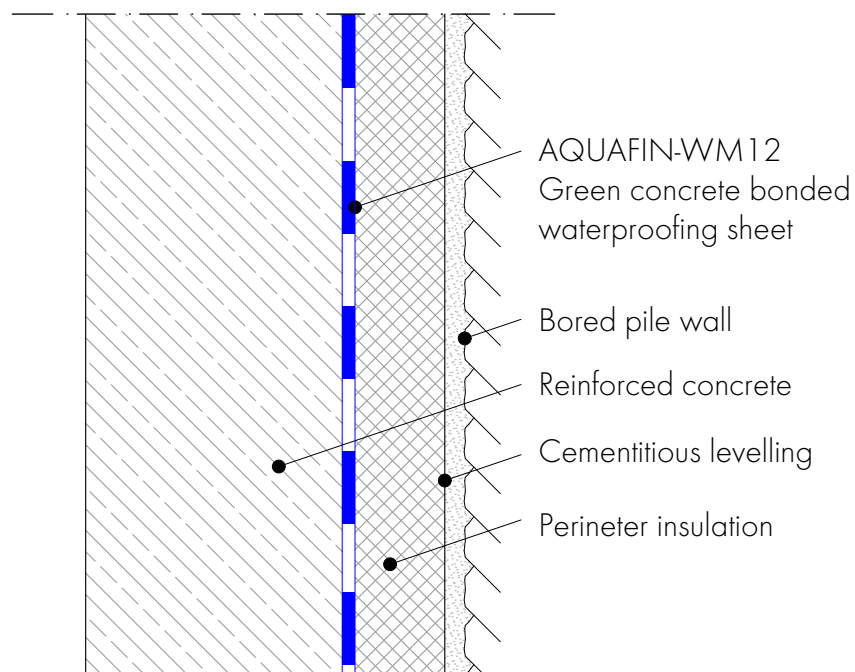 AQUAFIN-WM12
Green concrete bonded
waterproofing sheet
Bored pile wall
Reinforced concrete
Cementitious levelling
Perineter insulation